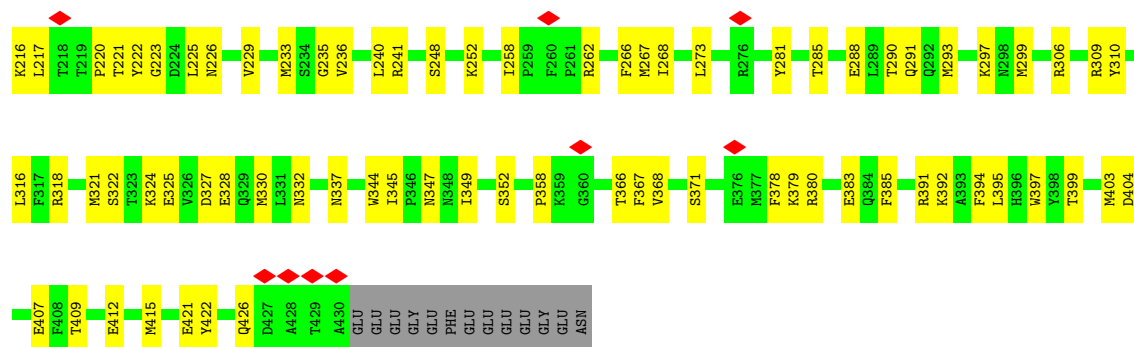 K216 L217 T218 T219 P220 T221 Y222 G223 D224 L225 N226 V229 M233 S234 G235 V236 L240 R241 S248 K252 I258 P259 F260 P261 R262 F266 M267 I268 L273 R276 Y281 T285 E288 L289 T290 Q291 Q292 M293 K297 N298 M299 R306 R309 Y310
L316 F317 R318 M321 S322 T323 K324 E325 V326 D327 E328 Q329 M330 L331 N332 N337 W344 I345 P346 N347 N348 I349 S352 P358 K359 G360 T366 F367 V368 S371 E376 M377 F378 K379 R380 E383 Q384 F385 R391 K392 A393 F394 L395 H396 W397 Y398 T399 M403 D404
E407 F408 T409 E412 M415 E421 Y422 Q426 D427 A428 T429 A430 GLU GLU GLU GLY GLU PHE GLU GLU GLU GLU GLY GLU ASN